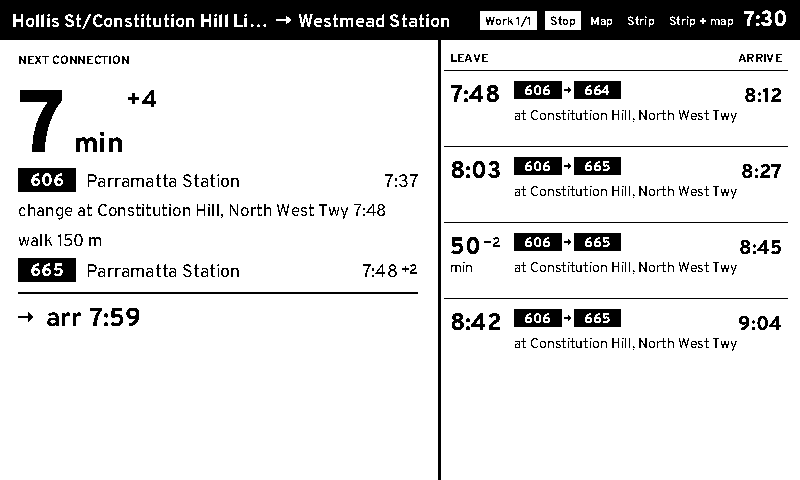 Hollis St/Constitution Hill Li... → Westmead Station Work 1/1 Stop Map Strip Strip + map 7:30
NEXT CONNECTION
7 min +4
606 Parramatta Station 7:37
change at Constitution Hill, North West Twy 7:48
walk 150 m
665 Parramatta Station 7:48 +2
→ arr 7:59
LEAVE ARRIVE
7:48 606 → 664 8:12
at Constitution Hill, North West Twy
8:03 606 → 665 8:27
at Constitution Hill, North West Twy
50 −2 606 → 665 8:45
min at Constitution Hill, North West Twy
8:42 606 → 665 9:04
at Constitution Hill, North West Twy